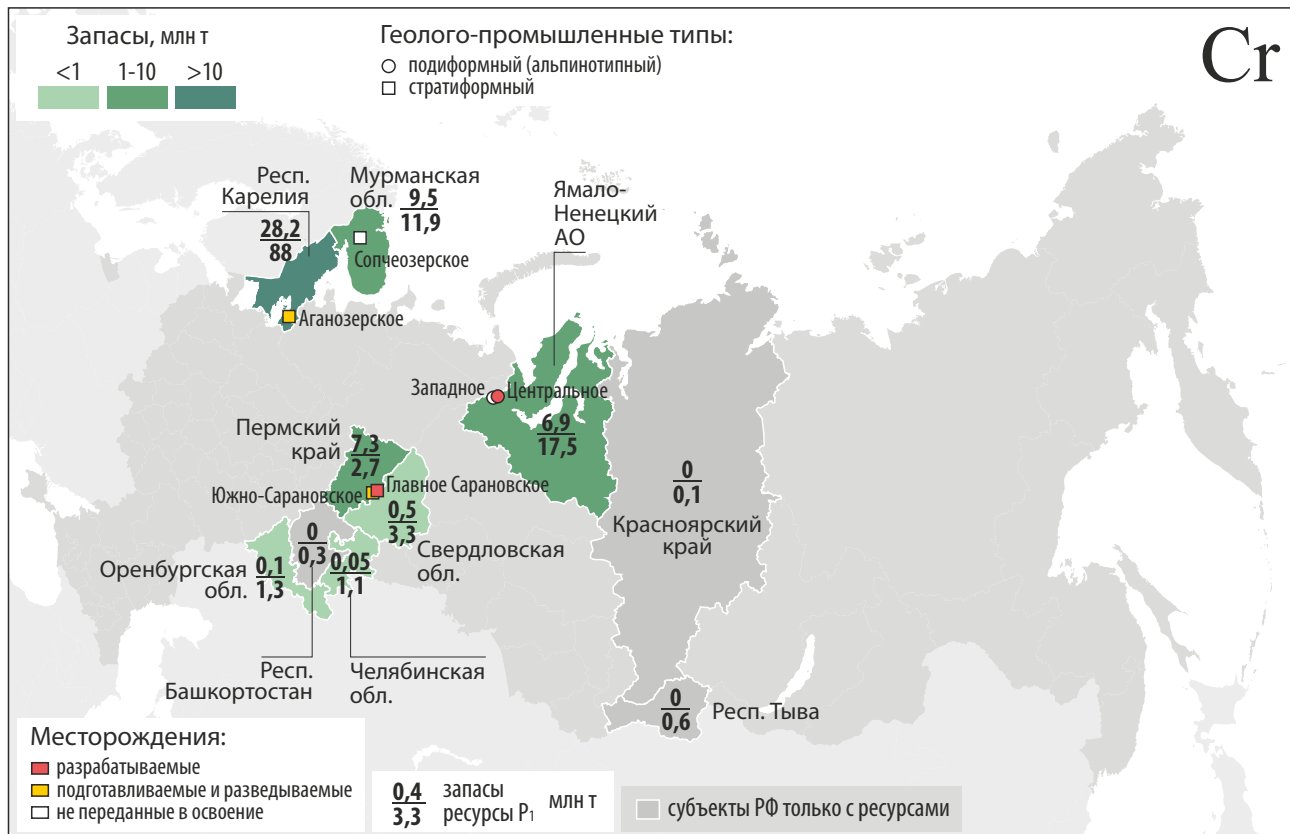 Запасы, млн т
<1 1-10 >10
Геолого-промышленные типы:
подиформный (альпинотипный)
стратиформный
Cr
Респ.
Карелия
28,2
88
Мурманская
обл.
9,5
11,9
Сопчеозерское
Аганозерское
Ямало-
Ненецкий
АО
Западное
Центральное
6,9
17,5
Пермский
край
7,3
2,7
Южно-Сарановское
Главное Сарановское
0,5
3,3
Свердловская
обл.
0
0,1
Красноярский
край
0
0,3
Оренбургская
обл.
0,1
1,3
0,05
1,1
Респ.
Башкортостан
Челябинская
обл.
0
0,6
Респ. Тыва
Месторождения:
разрабатываемые
подготавливаемые и разведываемые
не переданные в освоение
0,4 запасы
3,3 ресурсы P1
млн т
субъекты РФ только с ресурсами